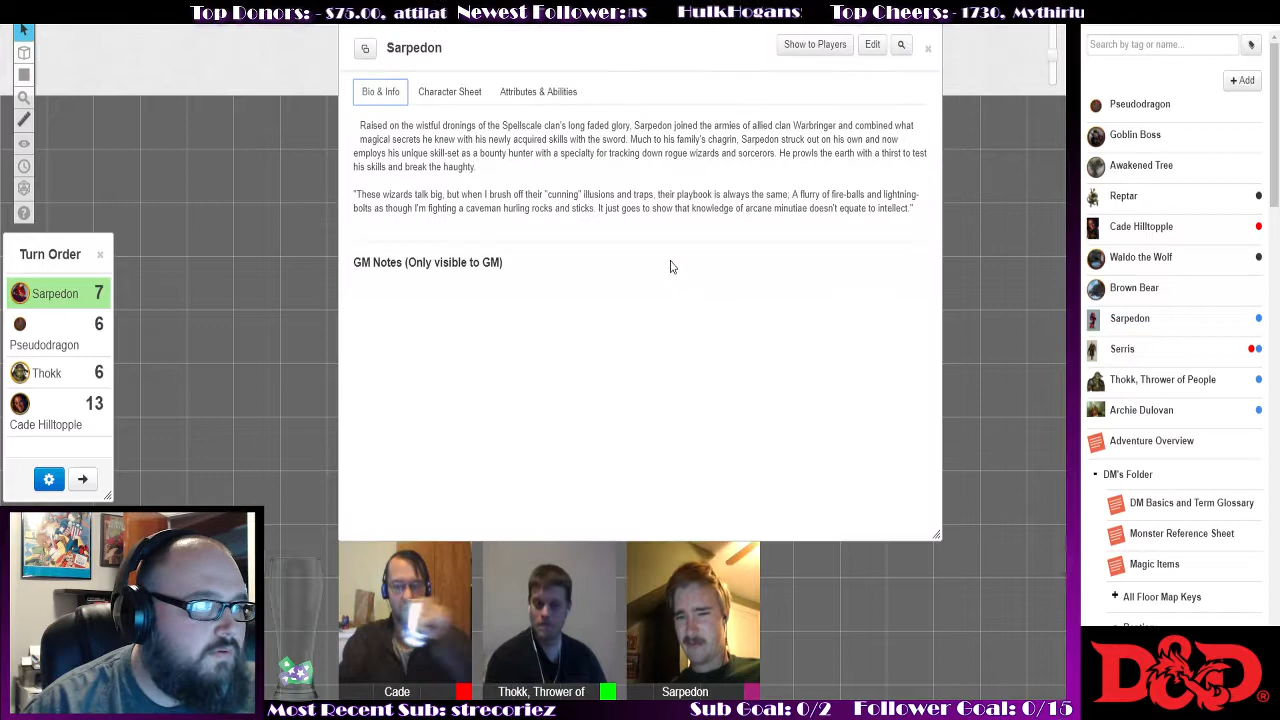 Top Donors: - $75.00, attilat Newest Follower: ns HulkHogans Top Cheers: - 1730, Mythiriu
Sarpedon
Show to Players
Edit
Bio & Info
Character Sheet
Attributes & Abilities
Raised on the wistful dronings of the Spellscale clan's long faded glory, Sarpedon joined the armies of allied clan Warbringer and combined what
magical secrets he knew with his newly acquired skills with the sword. Much to his family's chagrin, Sarpedon struck out on his own and now
employs his unique skill-set as a bounty hunter with a specialty for tracking down rogue wizards and sorcerors. He prowls the earth with a thirst to test
his skills and break the haughty.
"These wizards talk big, but when I brush off their "cunning" illusions and traps, their playbook is always the same; A flurry of fire-balls and lightning-
bolts as though I'm fighting a caveman hurling rocks and sticks. It just goes to show that knowledge of arcane minutiae doesn't equate to intellect."
GM Notes (Only visible to GM)
Turn Order
Sarpedon 7
6
Pseudodragon
Thokk 6
13
Cade Hilltopple
Search by tag or name...
+ Add
Pseudodragon
Goblin Boss
Awakened Tree
Reptar
Cade Hilltopple
Waldo the Wolf
Brown Bear
Sarpedon
Serris
Thokk, Thrower of People
Archie Dulovan
Adventure Overview
- DM's Folder
DM Basics and Term Glossary
Monster Reference Sheet
Magic Items
+ All Floor Map Keys
D&D
Cade
Thokk, Thrower of
Sarpedon
Most Recent Sub: strecoriez Sub Goal: 0/2 Follower Goal: 0/15